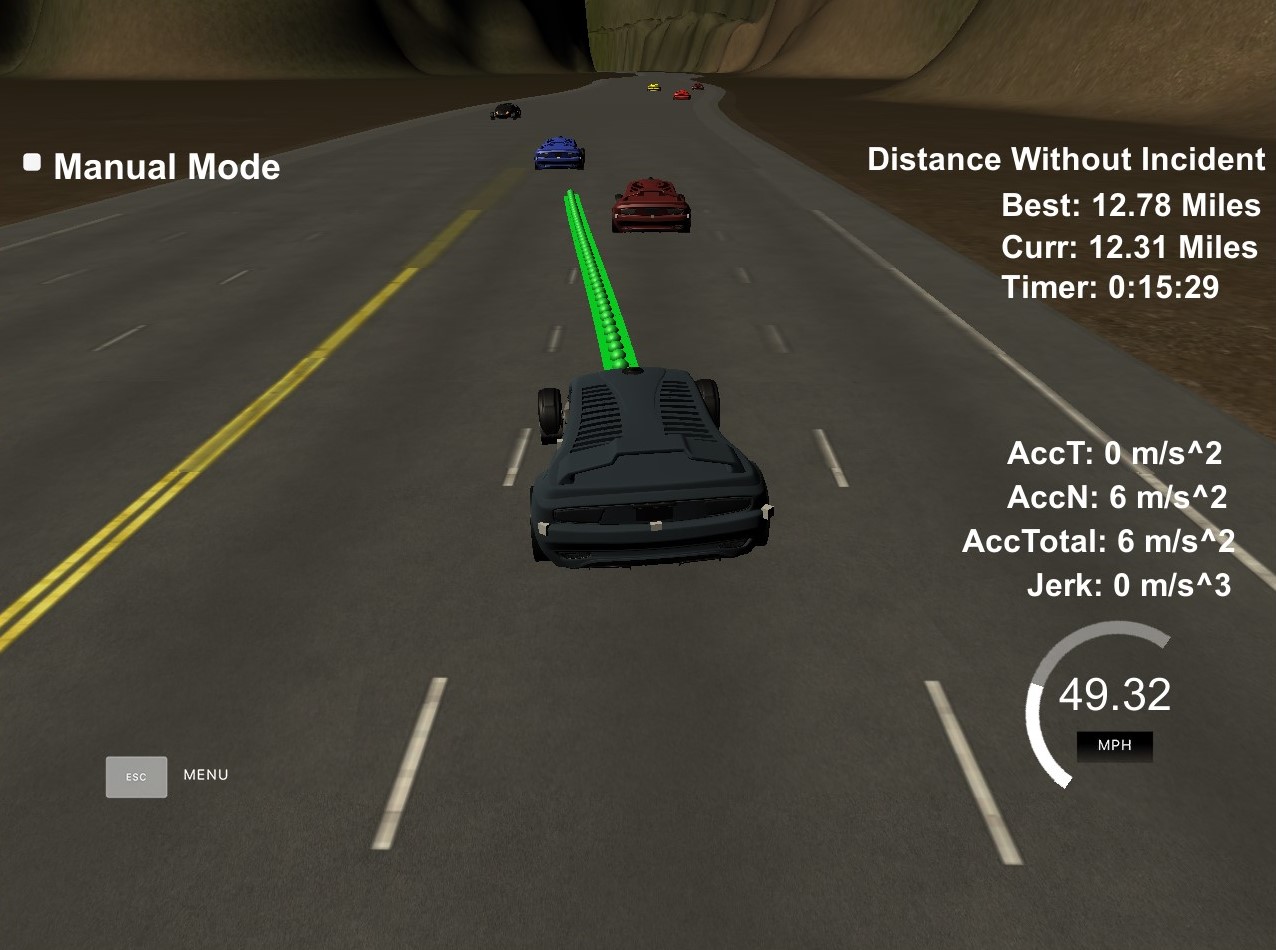 Manual Mode
Distance Without Incident
Best: 12.78 Miles
Curr: 12.31 Miles
Timer: 0:15:29
AccT: 0 m/s^2
AccN: 6 m/s^2
AccTotal: 6 m/s^2
Jerk: 0 m/s^3
49.32
MPH
ESC MENU